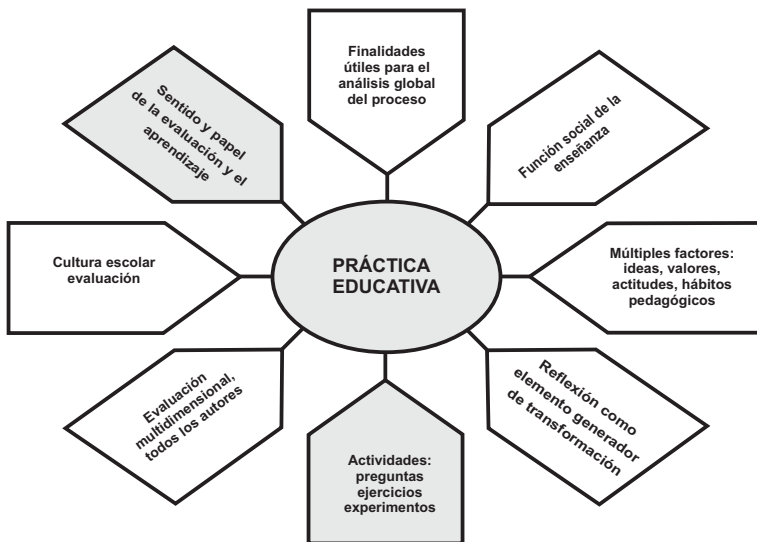 Finalidades
útiles para el
análisis global
del proceso
Sentido y papel
de la evaluación y el
aprendizaje
Función social de la
enseñanza
Cultura escolar
evaluación
PRÁCTICA
EDUCATIVA
Múltiples factores:
ideas, valores,
actitudes, hábitos
pedagógicos
Evaluación
multidimensional,
todos los autores
Actividades:
preguntas
ejercicios
experimentos
Reflexión como
elemento generador
de transformación